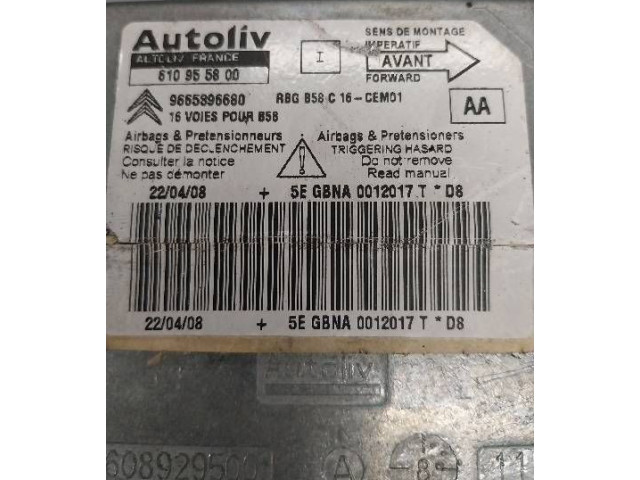 Autoliv
AUTOLIV FRANCE
610 95 58 00
I
SENS DE MONTAGE
IMPERATIF
AVANT
FORWARD
9665896680 RBG B58 C 16-CEM01
16 VOIES POUR B58
AA
Airbags & Pretensionneurs
RISQUE DE DECLENCHEMENT
Consulter la notice
Ne pas démonter
!
Airbags & Pretensioners
TRIGGERING HASARD
Do not remove
Read manual
22/04/08 + 5E GBNA 0012017 T * D8
22/04/08 + 5E GBNA 0012017 T * D8
Autoliv
A 8 11